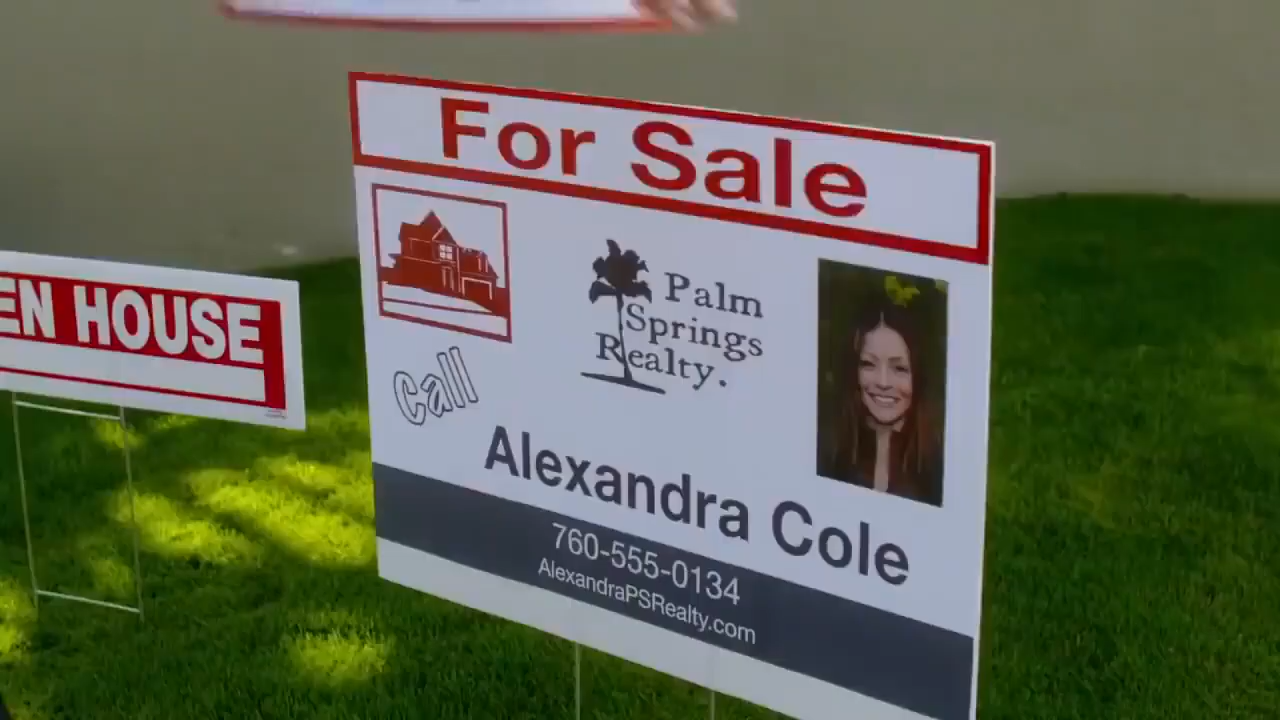 For Sale
EN HOUSE
Palm
Springs
Realty.
Call
Alexandra Cole
760-555-0134
AlexandraPSRealty.com